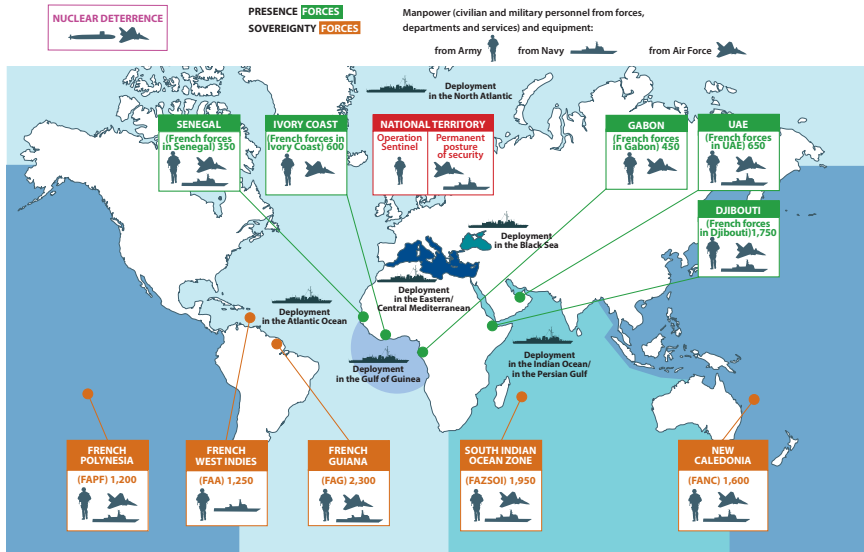 NUCLEAR DETERRENCE
PRESENCE FORCES
SOVEREIGNTY FORCES
Manpower (civilian and military personnel from forces,
departments and services) and equipment:
from Army
from Navy
from Air Force
Deployment
in the North Atlantic
SENEGAL
(French forces
in Senegal) 350
IVORY COAST
(French forces in
Ivory Coast) 600
NATIONAL TERRITORY
Operation
Sentinel
Permanent
posture
of security
GABON
(French forces
in Gabon) 450
UAE
(French forces
in UAE) 650
DJIBOUTI
(French forces
in Djibouti)1,750
Deployment
in the Black Sea
Deployment
in the Eastern/
Central Mediterranean
Deployment
in the Atlantic Ocean
Deployment
in the Gulf of Guinea
Deployment
in the Indian Ocean/
in the Persian Gulf
FRENCH
POLYNESIA
(FAPF) 1,200
FRENCH
WEST INDIES
(FAA) 1,250
FRENCH
GUIANA
(FAG) 2,300
SOUTH INDIAN
OCEAN ZONE
(FAZSOI) 1,950
NEW
CALEDONIA
(FANC) 1,600